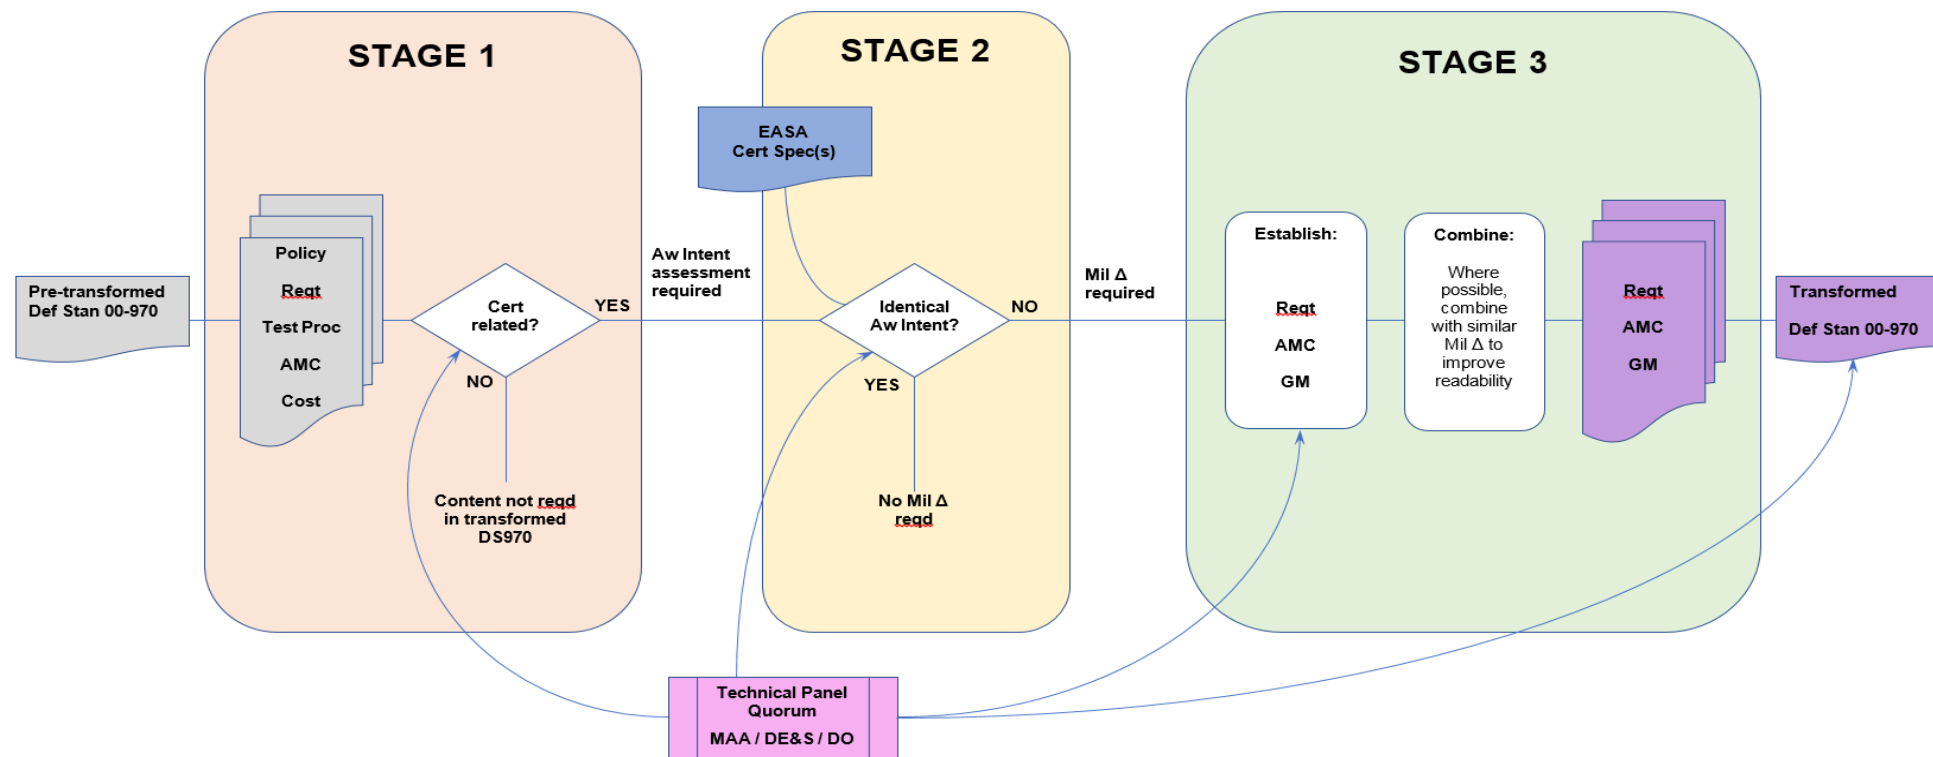 STAGE 1
STAGE 2
STAGE 3
EASA
Cert Spec(s)
Pre-transformed
Def Stan 00-970
Policy
Reqt
Test Proc
AMC
Cost
Cert
related?
YES
NO
Content not reqd
in transformed
DS970
Aw Intent
assessment
required
Identical
Aw Intent?
NO
YES
No Mil Δ
reqd
Mil Δ
required
Establish:
Reqt
AMC
GM
Combine:
Where
possible,
combine
with similar
Mil Δ to
improve
readability
Reqt
AMC
GM
Transformed
Def Stan 00-970
Technical Panel
Quorum
MAA / DE&S / DO